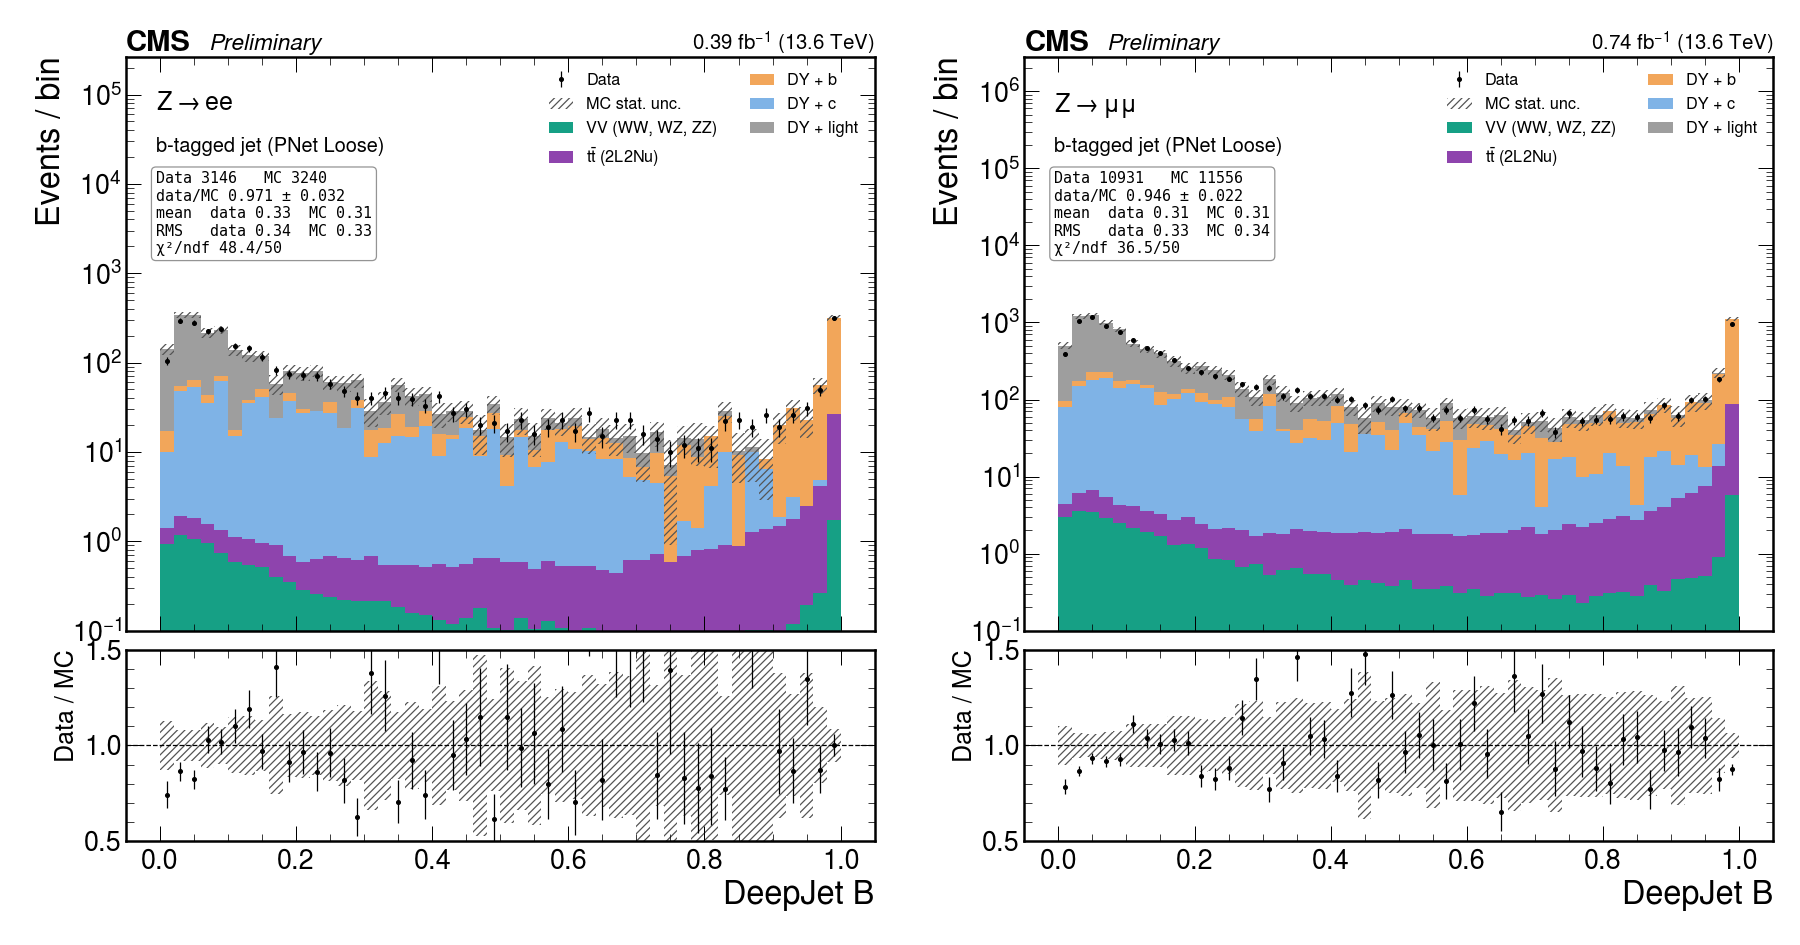 CMS Preliminary 0.39 fb⁻¹ (13.6 TeV)
Events / bin
Z → ee
b-tagged jet (PNet Loose)
Data 3146 MC 3240
data/MC 0.971 ± 0.032
mean data 0.33 MC 0.31
RMS data 0.34 MC 0.33
χ²/ndf 48.4/50
Data
MC stat. unc.
VV (WW, WZ, ZZ)
tt̄ (2L2Nu)
DY + b
DY + c
DY + light
10⁵
10⁴
10³
10²
10¹
10⁰
10⁻¹
Data / MC
1.5
1.0
0.5
0.0 0.2 0.4 0.6 0.8 1.0
DeepJet B
CMS Preliminary 0.74 fb⁻¹ (13.6 TeV)
Events / bin
Z → μμ
b-tagged jet (PNet Loose)
Data 10931 MC 11556
data/MC 0.946 ± 0.022
mean data 0.31 MC 0.31
RMS data 0.33 MC 0.34
χ²/ndf 36.5/50
Data
MC stat. unc.
VV (WW, WZ, ZZ)
tt̄ (2L2Nu)
DY + b
DY + c
DY + light
10⁶
10⁵
10⁴
10³
10²
10¹
10⁰
10⁻¹
Data / MC
1.5
1.0
0.5
0.0 0.2 0.4 0.6 0.8 1.0
DeepJet B